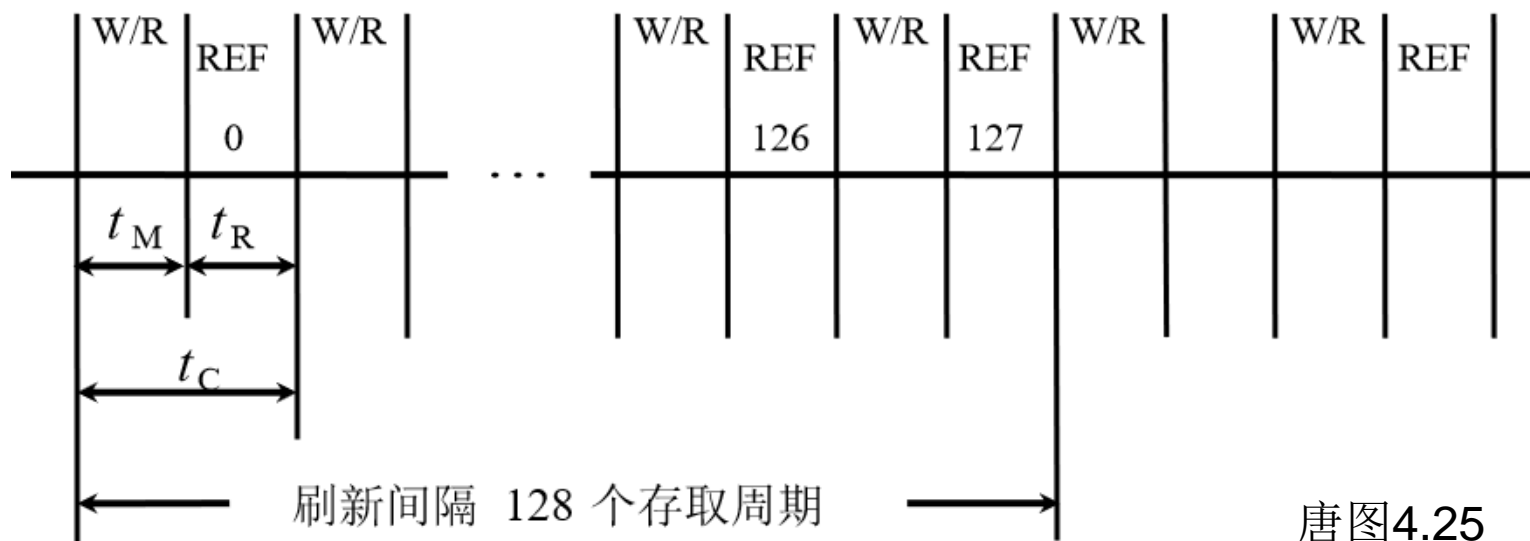 W/R W/R W/R W/R W/R W/R
REF REF REF REF
0 126 127
...
tM tR
tC
刷新间隔 128 个存取周期
唐图4.25